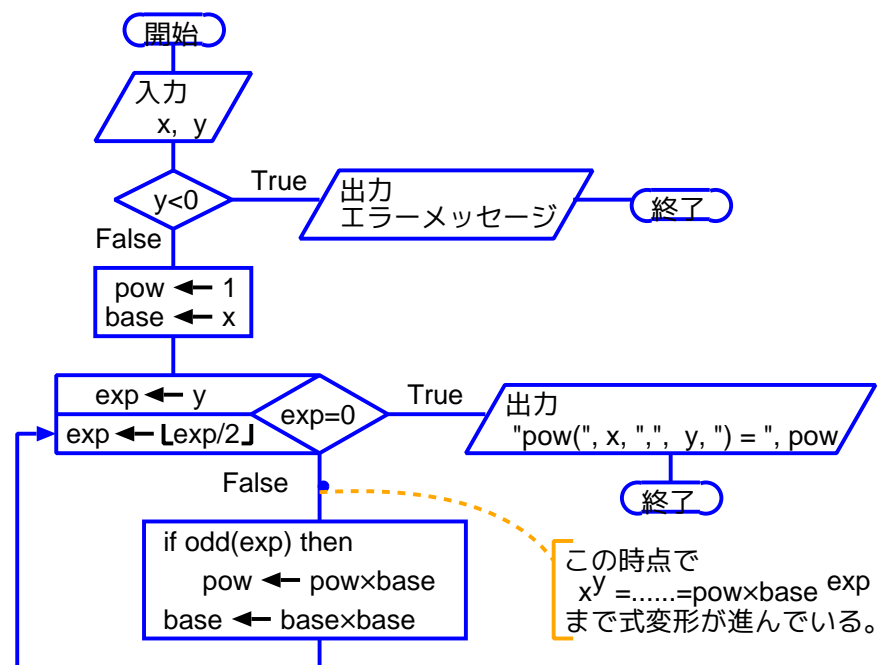 開始
入力
x, y
y<0
True
出力
エラーメッセージ
終了
False
pow ← 1
base ← x
exp ← y
exp ← ⌊exp/2⌋
exp=0
True
出力
"pow(", x, ",", y, ") = ", pow
終了
False
if odd(exp) then
pow ← pow×base
base ← base×base
この時点で
x^y =......=pow×base^exp
まで式変形が進んでいる。